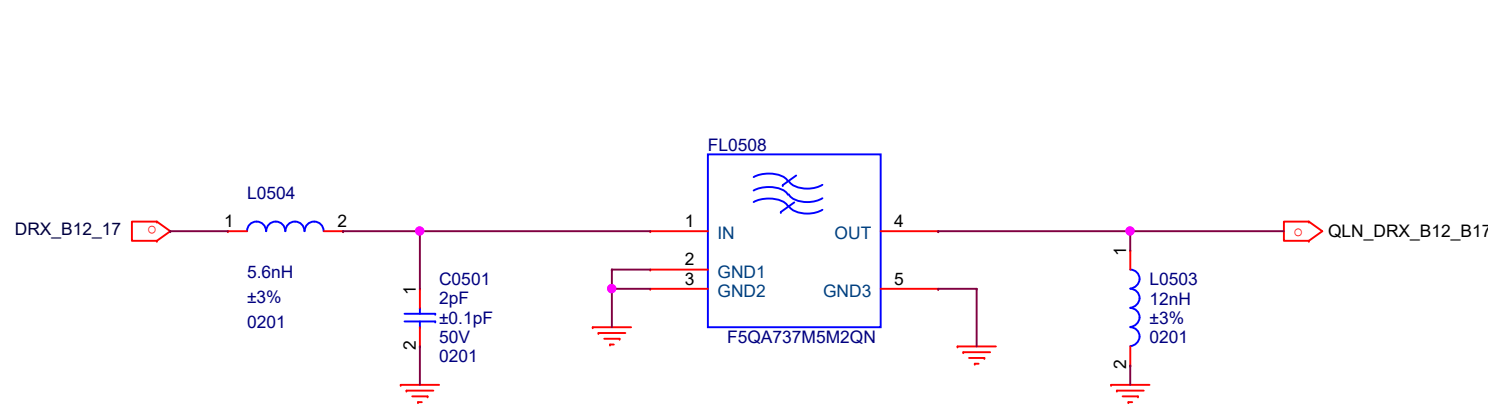 FL0508
L0504
DRX_B12_17
1
2
5.6nH
±3%
0201
1
C0501
2pF
±0.1pF
50V
0201
2
1
IN
2
GND1
3
GND2
OUT
4
GND3
5
F5QA737M5M2QN
QLN_DRX_B12_B17
1
L0503
12nH
±3%
0201
2